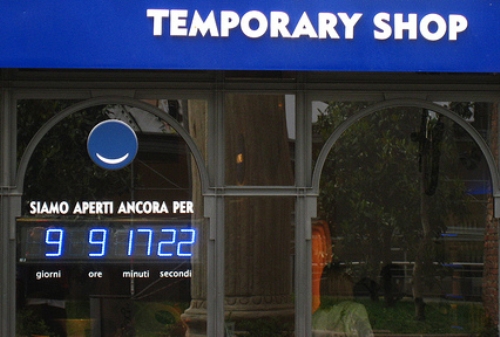 TEMPORARY SHOP
SIAMO APERTI ANCORA PER
9 9 17 22
giorni ore minuti secondi